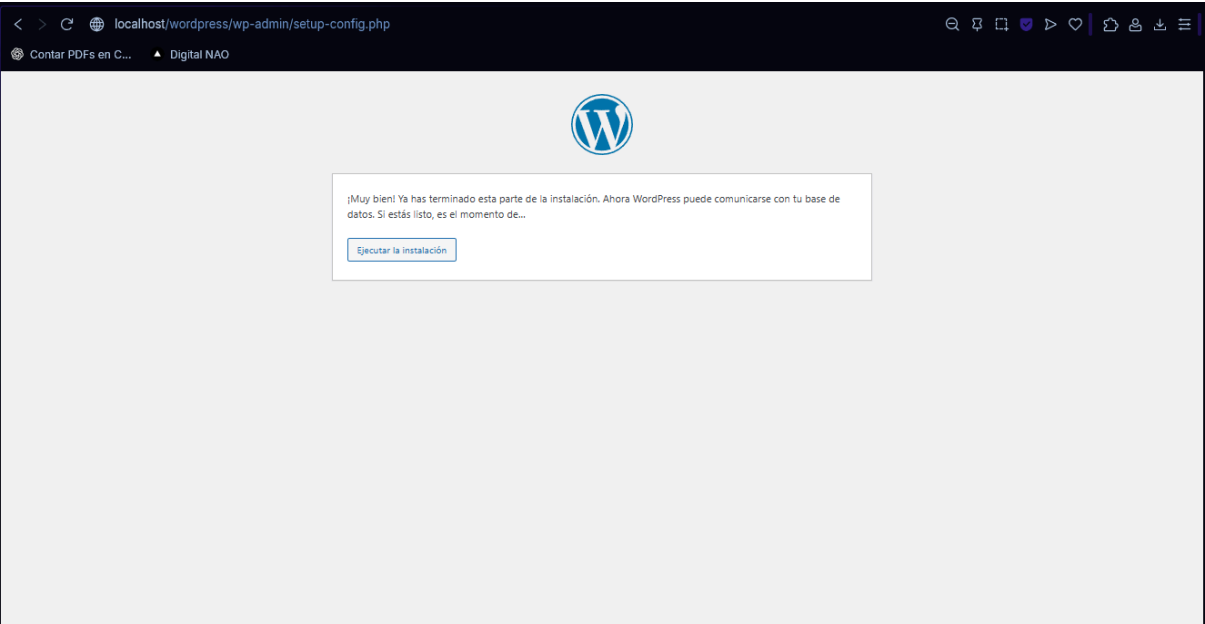 localhost/wordpress/wp-admin/setup-config.php
Contar PDFs en C... Digital NAO
W
¡Muy bien! Ya has terminado esta parte de la instalación. Ahora WordPress puede comunicarse con tu base de
datos. Si estás listo, es el momento de...
Ejecutar la instalación